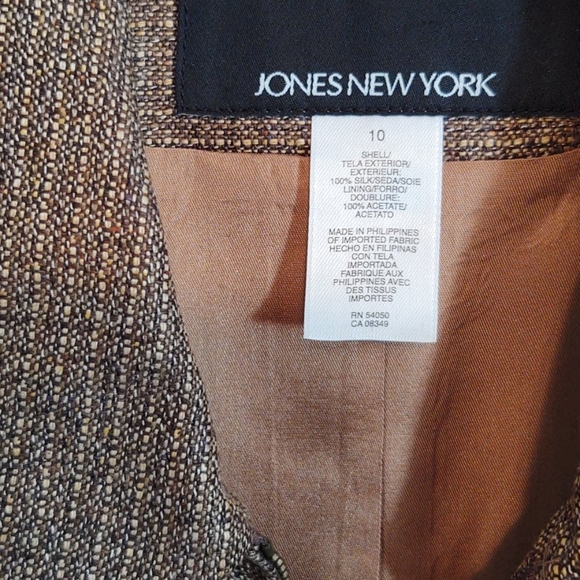 JONES NEW YORK
10
SHELL/
TELA EXTERIOR/
EXTERIEUR:
100% SILK/SEDA/SOIE
LINING/FORRO/
DOUBLURE:
100% ACETATE/
ACETATO
MADE IN PHILIPPINES
OF IMPORTED FABRIC
HECHO EN FILIPINAS
CON TELA
IMPORTADA
FABRIQUE AUX
PHILIPPINES AVEC
DES TISSUS
IMPORTES
RN 54050
CA 08349